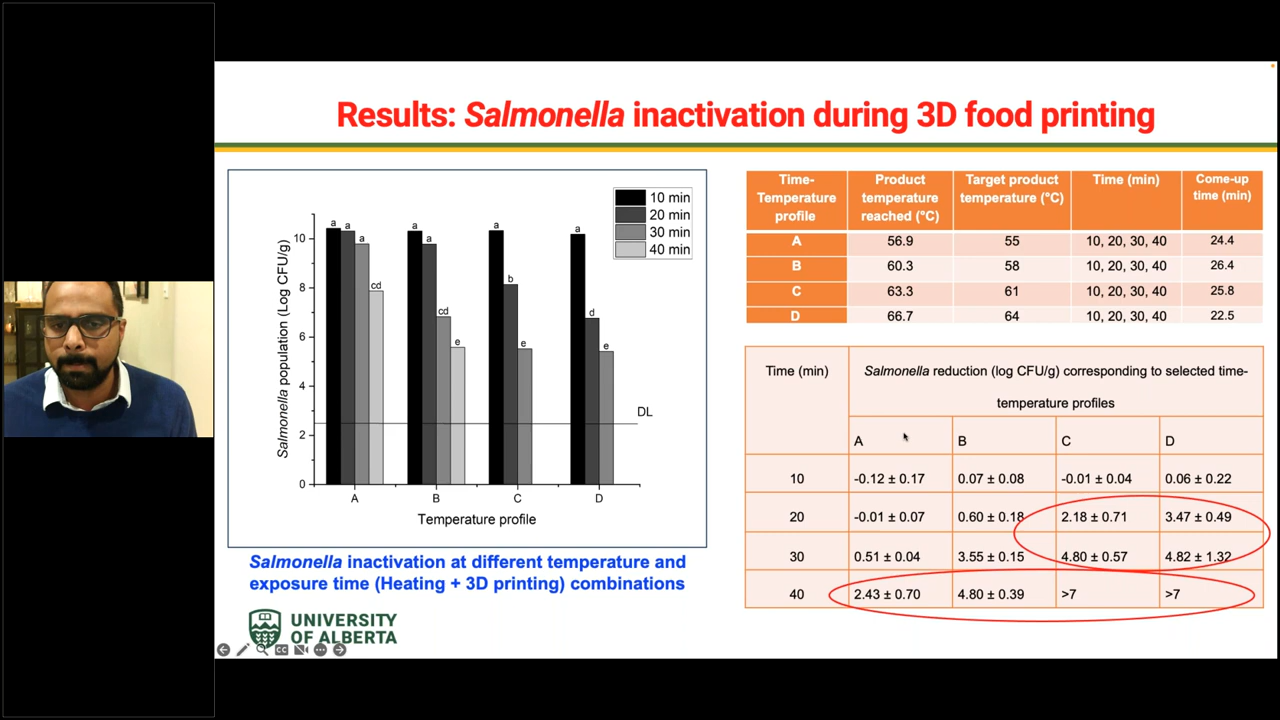 Results: Salmonella inactivation during 3D food printing
10 min
20 min
30 min
40 min
Salmonella population (Log CFU/g)
10
8
6
4
2
0
a a a cd
a a cd e
a b e
a d e
DL
A B C D
Temperature profile
Salmonella inactivation at different temperature and
exposure time (Heating + 3D printing) combinations
UNIVERSITY
OF ALBERTA
CC
Time-Temperature profile Product temperature reached (°C) Target product temperature (°C) Time (min) Come-up time (min)
A 56.9 55 10, 20, 30, 40 24.4
B 60.3 58 10, 20, 30, 40 26.4
C 63.3 61 10, 20, 30, 40 25.8
D 66.7 64 10, 20, 30, 40 22.5
Time (min) Salmonella reduction (log CFU/g) corresponding to selected time-
temperature profiles
A B C D
10 -0.12 ± 0.17 0.07 ± 0.08 -0.01 ± 0.04 0.06 ± 0.22
20 -0.01 ± 0.07 0.60 ± 0.18 2.18 ± 0.71 3.47 ± 0.49
30 0.51 ± 0.04 3.55 ± 0.15 4.80 ± 0.57 4.82 ± 1.32
40 2.43 ± 0.70 4.80 ± 0.39 >7 >7